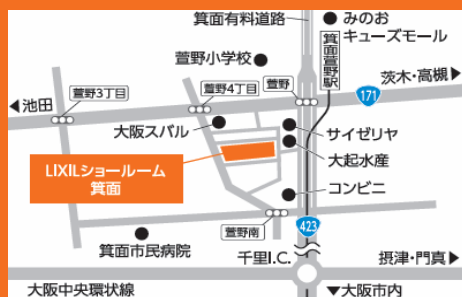 箕面有料道路
みのお
キューズモール
萱野小学校
箕面萱野駅
茨木・高槻▶
◀池田
萱野3丁目
萱野4丁目
萱野
171
大阪スバル
サイゼリヤ
大起水産
LIXILショールーム
箕面
コンビニ
萱野南
423
箕面市民病院
千里I.C.
摂津・門真▶
大阪中央環状線
▼大阪市内